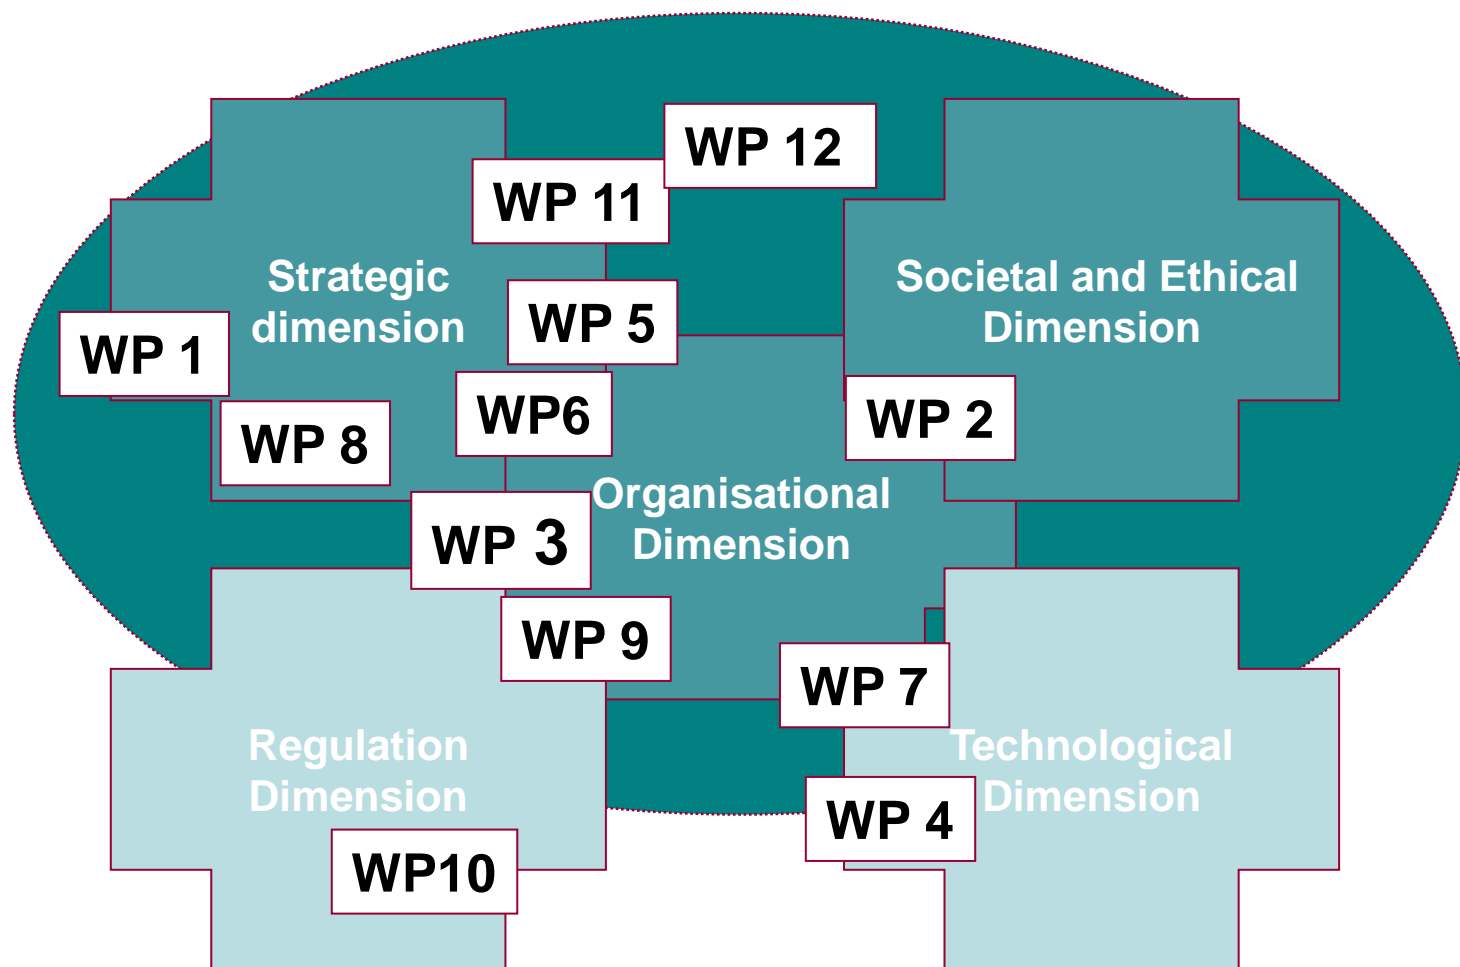 WP 12
WP 11
Strategic
dimension
Societal and Ethical
Dimension
WP 5
WP 1
WP6
WP 2
WP 8
Organisational
Dimension
WP 3
WP 9
WP 7
Regulation
Dimension
Technological
Dimension
WP 4
WP10